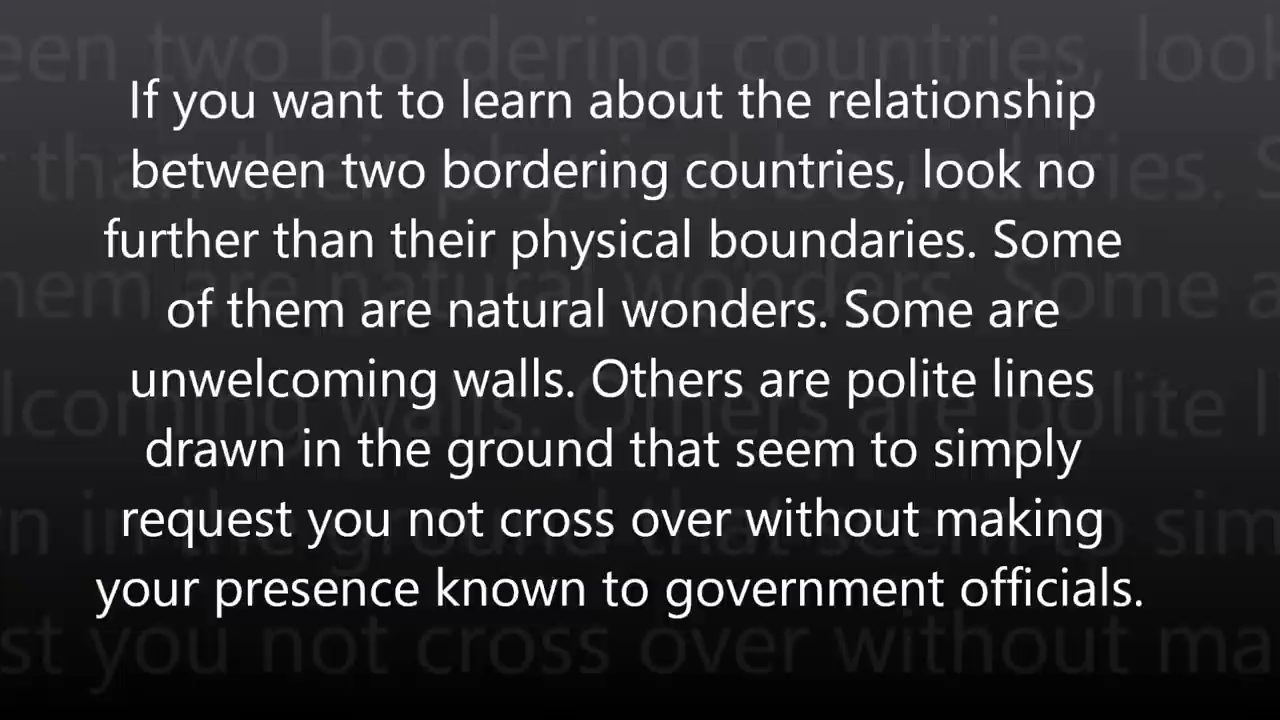 If you want to learn about the relationship
between two bordering countries, look no
further than their physical boundaries. Some
of them are natural wonders. Some are
unwelcoming walls. Others are polite lines
drawn in the ground that seem to simply
request you not cross over without making
your presence known to government officials.